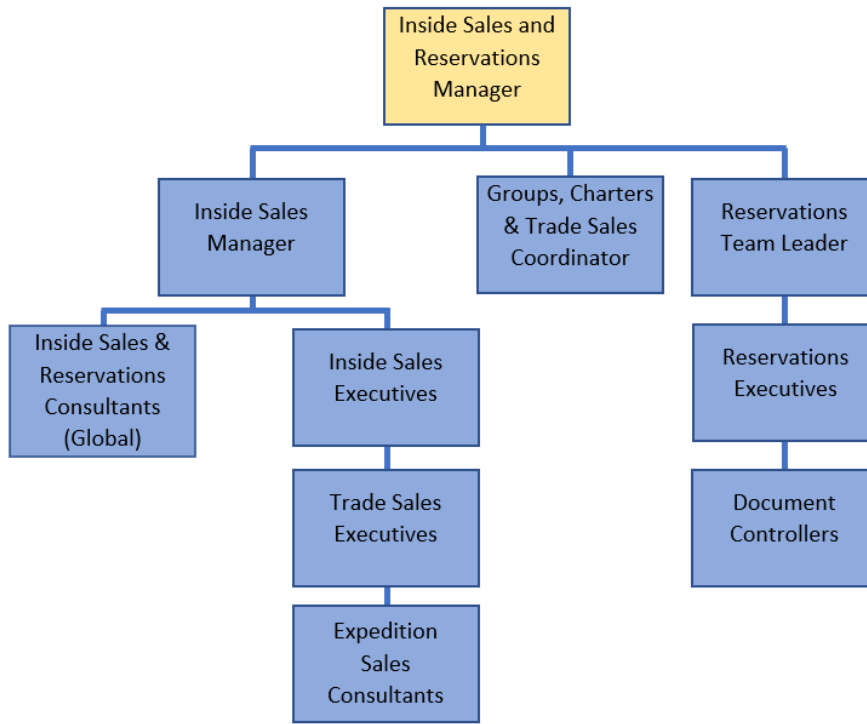 Inside Sales and
Reservations
Manager
Inside Sales
Manager
Groups, Charters
& Trade Sales
Coordinator
Reservations
Team Leader
Inside Sales &
Reservations
Consultants
(Global)
Inside Sales
Executives
Reservations
Executives
Trade Sales
Executives
Document
Controllers
Expedition
Sales
Consultants